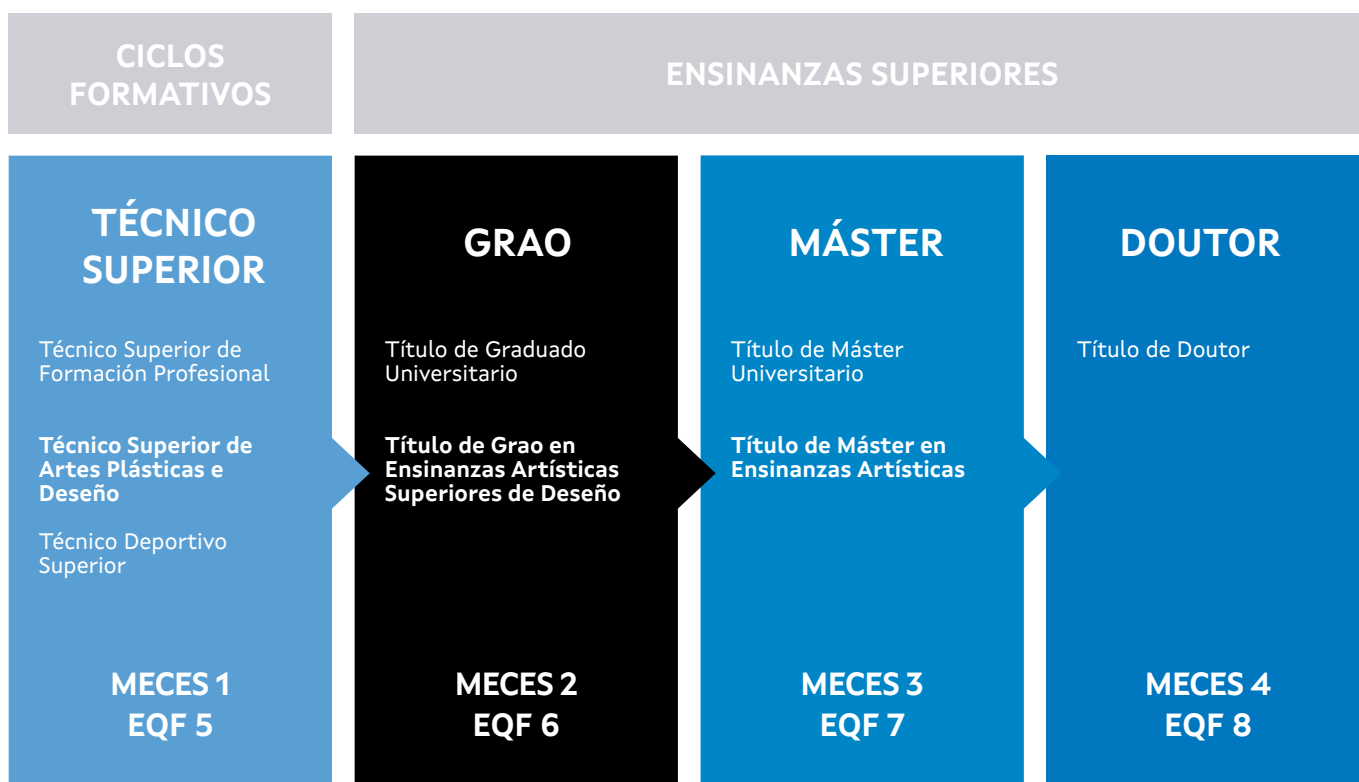 CICLOS
FORMATIVOS
ENSINANZAS SUPERIORES
TÉCNICO
SUPERIOR
Técnico Superior de
Formación Profesional
Técnico Superior de
Artes Plásticas e
Deseño
Técnico Deportivo
Superior
MECES 1
EQF 5
GRAO
Título de Graduado
Universitario
Título de Grao en
Ensinanzas Artísticas
Superiores de Deseño
MECES 2
EQF 6
MÁSTER
Título de Máster
Universitario
Título de Máster en
Ensinanzas Artísticas
MECES 3
EQF 7
DOUTOR
Título de Doutor
MECES 4
EQF 8